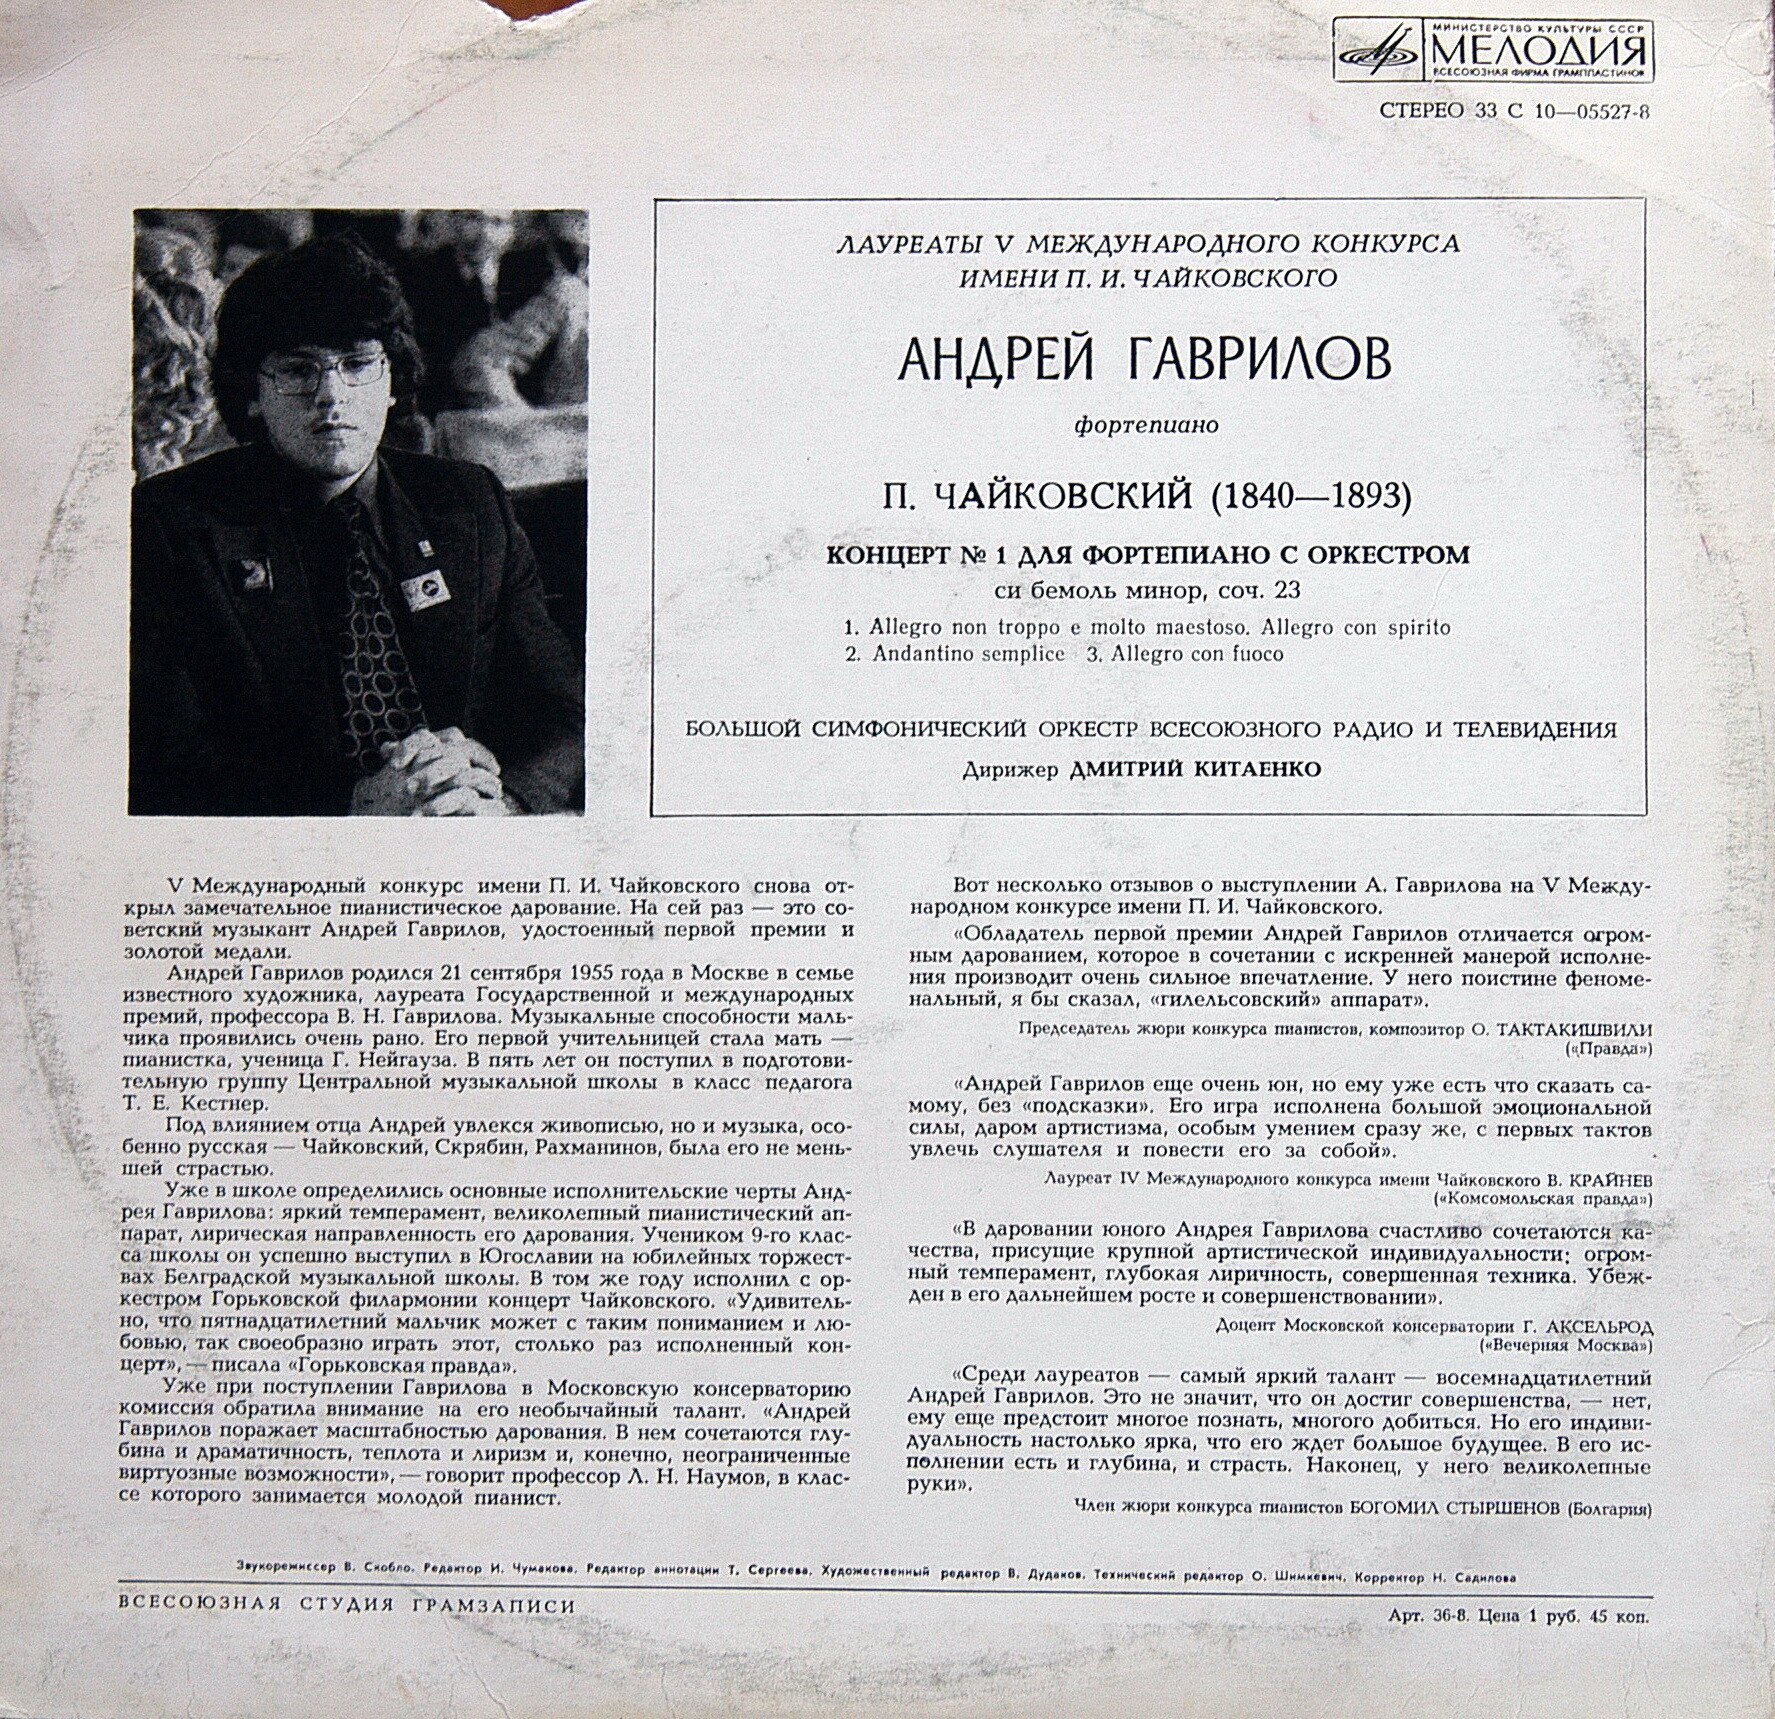 МИНИСТЕРСТВО КУЛЬТУРЫ СССР
МЕЛОДИЯ
ВСЕСОЮЗНАЯ ФИРМА ГРАМПЛАСТИНОК
СТЕРЕО 33 С 10—05527-8
ЛАУРЕАТЫ V МЕЖДУНАРОДНОГО КОНКУРСА
ИМЕНИ П. И. ЧАЙКОВСКОГО
АНДРЕЙ ГАВРИЛОВ
фортепиано
П. ЧАЙКОВСКИЙ (1840—1893)
КОНЦЕРТ № 1 ДЛЯ ФОРТЕПИАНО С ОРКЕСТРОМ
си бемоль минор, соч. 23
1. Allegro non troppo e molto maestoso. Allegro con spirito
2. Andantino semplice 3. Allegro con fuoco
БОЛЬШОЙ СИМФОНИЧЕСКИЙ ОРКЕСТР ВСЕСОЮЗНОГО РАДИО И ТЕЛЕВИДЕНИЯ
Дирижер ДМИТРИЙ КИТАЕНКО
V Международный конкурс имени П. И. Чайковского снова от-
крыл замечательное пианистическое дарование. На сей раз — это со-
ветский музыкант Андрей Гаврилов, удостоенный первой премии и
золотой медали.
Андрей Гаврилов родился 21 сентября 1955 года в Москве в семье
известного художника, лауреата Государственной и международных
премий, профессора В. Н. Гаврилова. Музыкальные способности маль-
чика проявились очень рано. Его первой учительницей стала мать —
пианистка, ученица Г. Нейгауза. В пять лет он поступил в подготови-
тельную группу Центральной музыкальной школы в класс педагога
Т. Е. Кестнер.
Под влиянием отца Андрей увлекся живописью, но и музыка, осо-
бенно русская — Чайковский, Скрябин, Рахманинов, была его не мень-
шей страстью.
Уже в школе определились основные исполнительские черты Анд-
рея Гаврилова: яркий темперамент, великолепный пианистический ап-
парат, лирическая направленность его дарования. Учеником 9-го клас-
са школы он успешно выступил в Югославии на юбилейных торжест-
вах Белградской музыкальной школы. В том же году исполнил с ор-
кестром Горьковской филармонии концерт Чайковского. «Удивитель-
но, что пятнадцатилетний мальчик может с таким пониманием и лю-
бовью, так своеобразно играть этот, столько раз исполненный кон-
церт», — писала «Горьковская правда».
Уже при поступлении Гаврилова в Московскую консерваторию
комиссия обратила внимание на его необычайный талант. «Андрей
Гаврилов поражает масштабностью дарования. В нем сочетаются глу-
бина и драматичность, теплота и лиризм и, конечно, неограниченные
виртуозные возможности», — говорит профессор Л. Н. Наумов, в клас-
се которого занимается молодой пианист.
Вот несколько отзывов о выступлении А. Гаврилова на V Между-
народном конкурсе имени П. И. Чайковского.
«Обладатель первой премии Андрей Гаврилов отличается огром-
ным дарованием, которое в сочетании с искренней манерой исполне-
ния производит очень сильное впечатление. У него поистине феноме-
нальный, я бы сказал, «гилельсовский» аппарат».
Председатель жюри конкурса пианистов, композитор О. ТАКТАКИШВИЛИ
(«Правда»)
«Андрей Гаврилов еще очень юн, но ему уже есть что сказать са-
мому, без «подсказки». Его игра исполнена большой эмоциональной
силы, даром артистизма, особым умением сразу же, с первых тактов
увлечь слушателя и повести его за собой».
Лауреат IV Международного конкурса имени Чайковского В. КРАЙНЕВ
(«Комсомольская правда»)
«В даровании юного Андрея Гаврилова счастливо сочетаются ка-
чества, присущие крупной артистической индивидуальности: огром-
ный темперамент, глубокая лиричность, совершенная техника. Убеж-
ден в его дальнейшем росте и совершенствовании».
Доцент Московской консерватории Г. АКСЕЛЬРОД
(«Вечерняя Москва»)
«Среди лауреатов — самый яркий талант — восемнадцатилетний
Андрей Гаврилов. Это не значит, что он достиг совершенства, — нет,
ему еще предстоит многое познать, многого добиться. Но его индиви-
дуальность настолько ярка, что его ждет большое будущее. В его ис-
полнении есть и глубина, и страсть. Наконец, у него великолепные
руки».
Член жюри конкурса пианистов БОГОМИЛ СТЫРШЕНОВ (Болгария)
Звукорежиссер В. Скобло. Редактор И. Чумакова. Редактор аннотации Т. Сергеева. Художественный редактор В. Дудаков. Технический редактор О. Шимкевич. Корректор Н. Садилова
ВСЕСОЮЗНАЯ СТУДИЯ ГРАМЗАПИСИ
Арт. 36-8. Цена 1 руб. 45 коп.